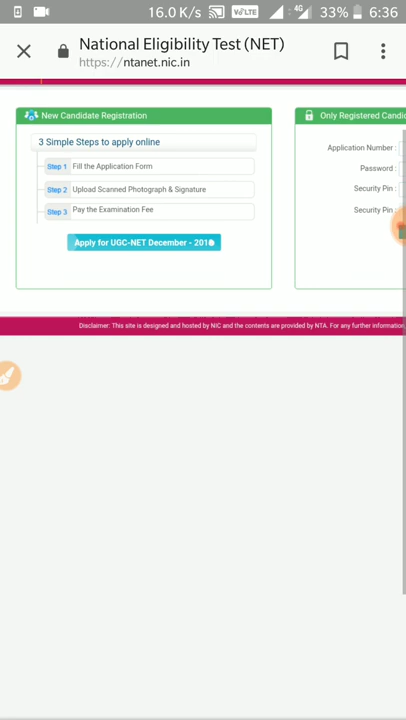 16.0 K/s VoLTE 4G 33% 6:36
National Eligibility Test (NET)
https://ntanet.nic.in
New Candidate Registration
3 Simple Steps to apply online
Step 1 Fill the Application Form
Step 2 Upload Scanned Photograph & Signature
Step 3 Pay the Examination Fee
Apply for UGC-NET December - 2018
Only Registered Candid
Application Number :
Password :
Security Pin :
Security Pin :
Disclaimer: This site is designed and hosted by NIC and the contents are provided by NTA. For any further information